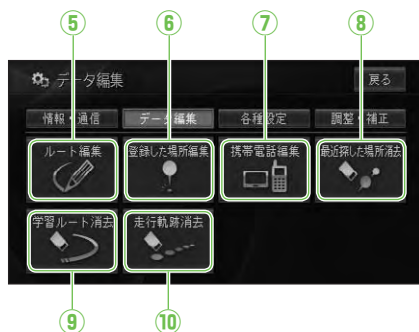 ⑤ ⑥ ⑦ ⑧
データ編集 戻る
情報・通信 データ編集 各種設定 調整・補正
ルート編集 登録した場所編集 携帯電話編集 最近探した場所消去
学習ルート消去 走行軌跡消去
⑨ ⑩